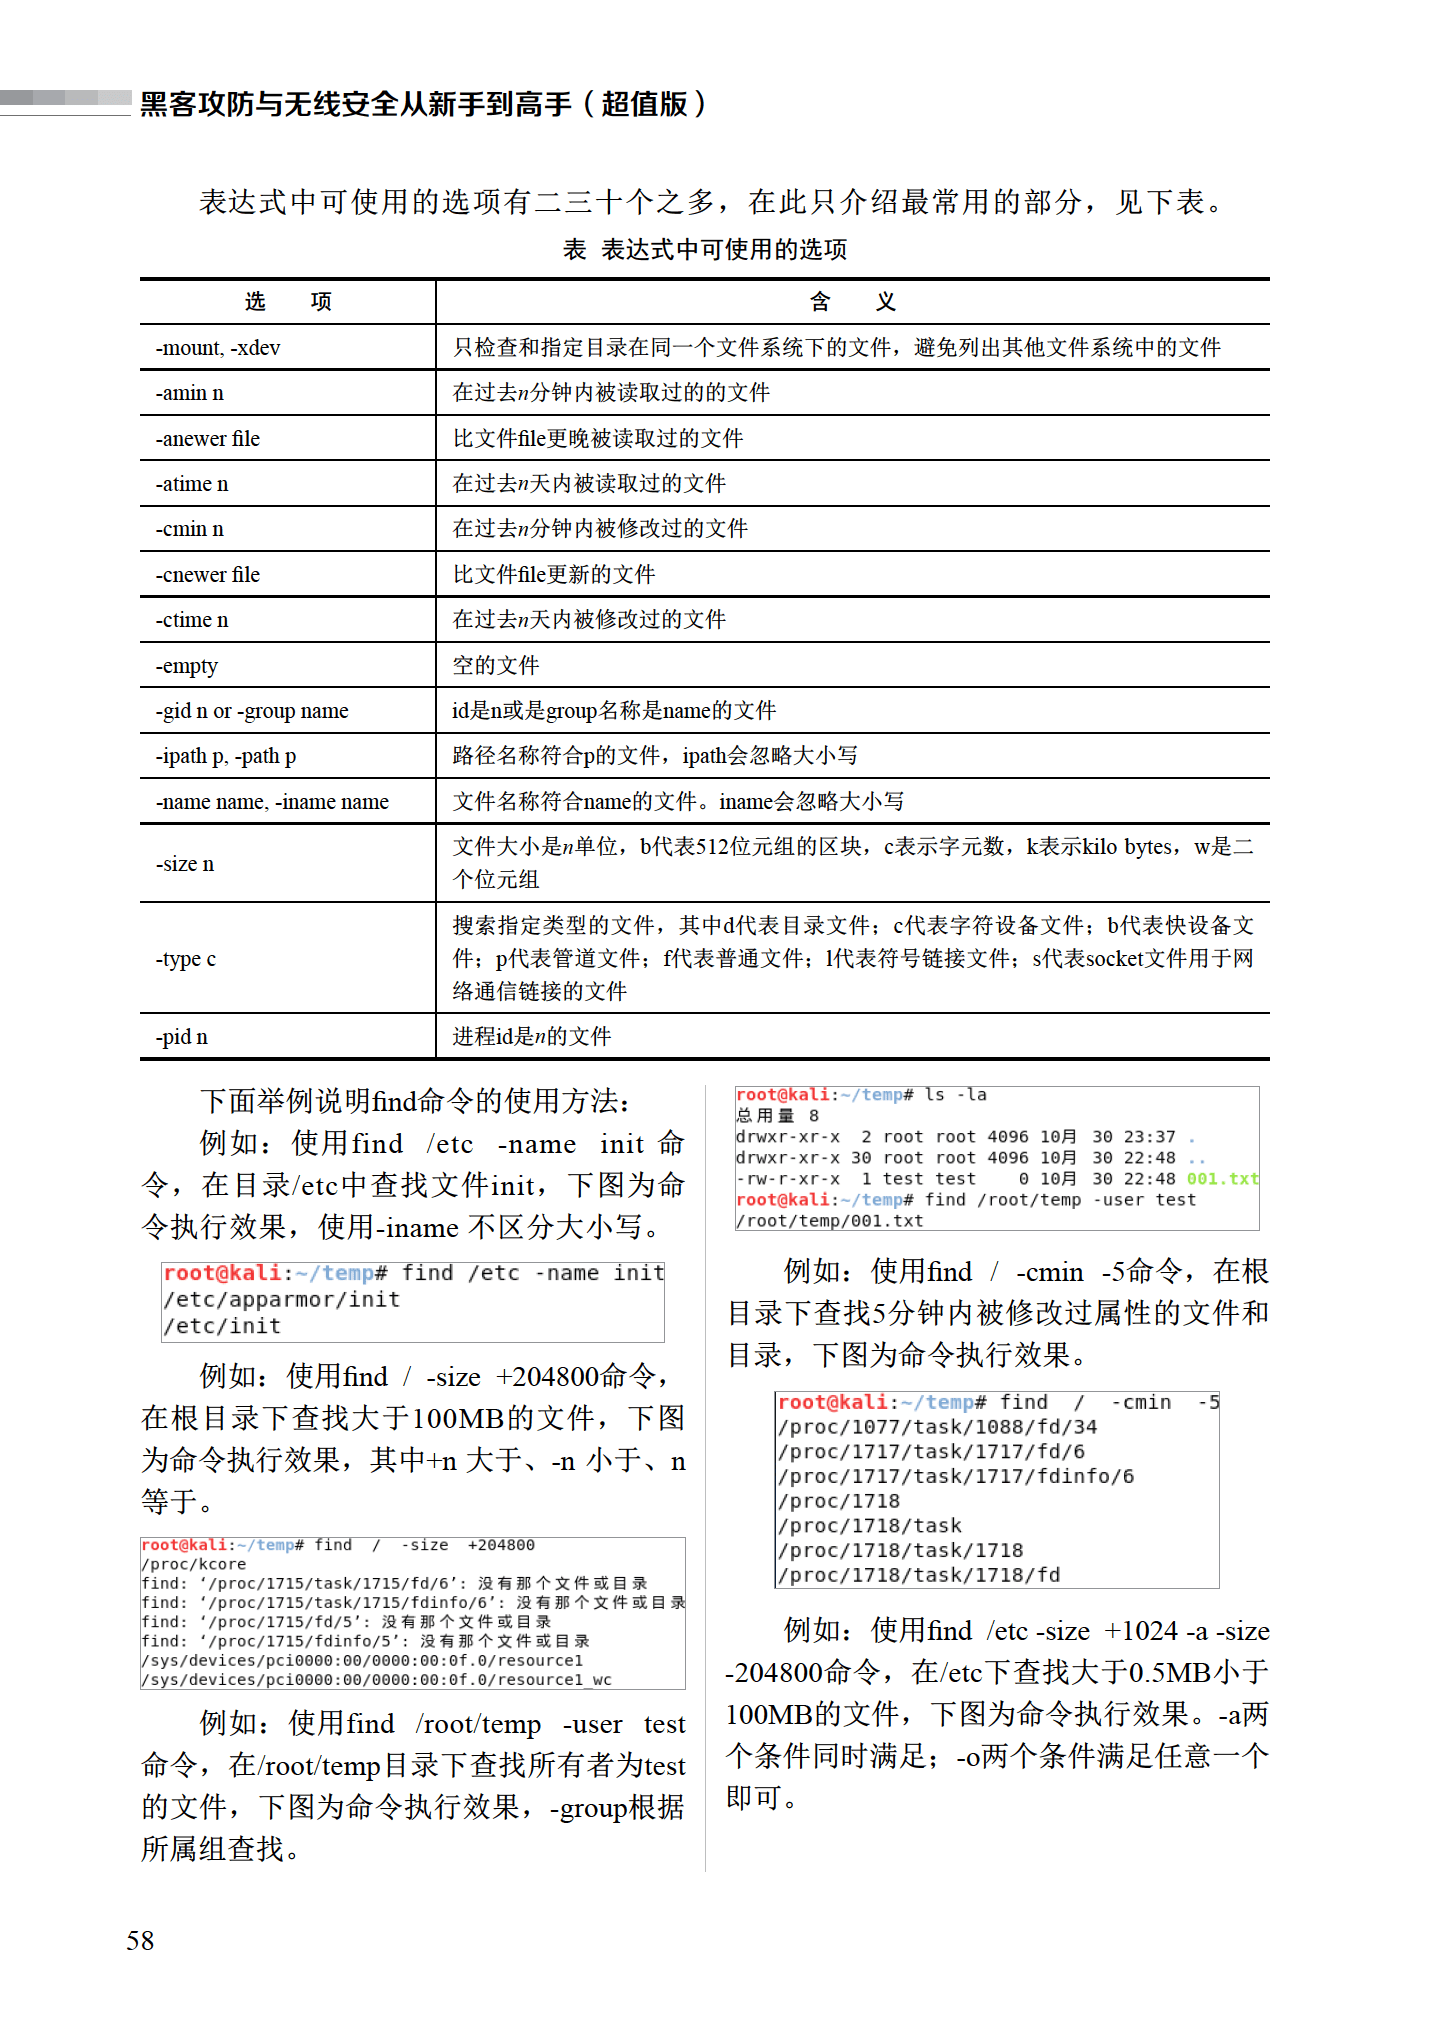 黑客攻防与无线安全从新手到高手（超值版）
表达式中可使用的选项有二三十个之多，在此只介绍最常用的部分，见下表。
表 表达式中可使用的选项
选 项 含 义
-mount, -xdev 只检查和指定目录在同一个文件系统下的文件，避免列出其他文件系统中的文件
-amin n 在过去n分钟内被读取过的的文件
-anewer file 比文件file更晚被读取过的文件
-atime n 在过去n天内被读取过的文件
-cmin n 在过去n分钟内被修改过的文件
-cnewer file 比文件file更新的文件
-ctime n 在过去n天内被修改过的文件
-empty 空的文件
-gid n or -group name id是n或是group名称是name的文件
-ipath p, -path p 路径名称符合p的文件，ipath会忽略大小写
-name name, -iname name 文件名称符合name的文件。iname会忽略大小写
-size n 文件大小是n单位，b代表512位元组的区块，c表示字元数，k表示kilo bytes，w是二
个位元组
-type c 搜索指定类型的文件，其中d代表目录文件；c代表字符设备文件；b代表快设备文
件；p代表管道文件；f代表普通文件；l代表符号链接文件；s代表socket文件用于网
络通信链接的文件
-pid n 进程id是n的文件
下面举例说明find命令的使用方法：
例如：使用find /etc -name init 命
令，在目录/etc中查找文件init，下图为命
令执行效果，使用-iname 不区分大小写。
root@kali:~/temp# find /etc -name init
/etc/apparmor/init
/etc/init
例如：使用find / -size +204800命令，
在根目录下查找大于100MB的文件，下图
为命令执行效果，其中+n 大于、-n 小于、n
等于。
root@kali:~/temp# find / -size +204800
/proc/kcore
find: ‘/proc/1715/task/1715/fd/6’: 没有那个文件或目录
find: ‘/proc/1715/task/1715/fdinfo/6’: 没有那个文件或目录
find: ‘/proc/1715/fd/5’: 没有那个文件或目录
find: ‘/proc/1715/fdinfo/5’: 没有那个文件或目录
/sys/devices/pci0000:00/0000:00:0f.0/resource1
/sys/devices/pci0000:00/0000:00:0f.0/resource1_wc
例如：使用find /root/temp -user test
命令，在/root/temp目录下查找所有者为test
的文件，下图为命令执行效果，-group根据
所属组查找。
root@kali:~/temp# ls -la
总用量 8
drwxr-xr-x 2 root root 4096 10月 30 23:37 .
drwxr-xr-x 30 root root 4096 10月 30 22:48 ..
-rw-r-xr-x 1 test test 0 10月 30 22:48 001.txt
root@kali:~/temp# find /root/temp -user test
/root/temp/001.txt
例如：使用find / -cmin -5命令，在根
目录下查找5分钟内被修改过属性的文件和
目录，下图为命令执行效果。
root@kali:~/temp# find / -cmin -5
/proc/1077/task/1088/fd/34
/proc/1717/task/1717/fd/6
/proc/1717/task/1717/fdinfo/6
/proc/1718
/proc/1718/task
/proc/1718/task/1718
/proc/1718/task/1718/fd
例如：使用find /etc -size +1024 -a -size
-204800命令，在/etc下查找大于0.5MB小于
100MB的文件，下图为命令执行效果。-a两
个条件同时满足；-o两个条件满足任意一个
即可。
58